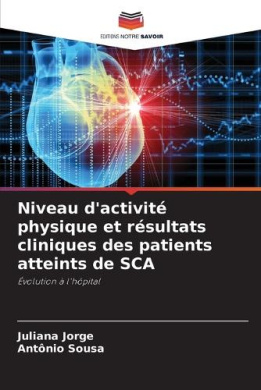 EDITIONS NOTRE SAVOIR
Niveau d'activité
physique et résultats
cliniques des patients
atteints de SCA
Évolution à l'hôpital
Juliana Jorge
Antônio Sousa